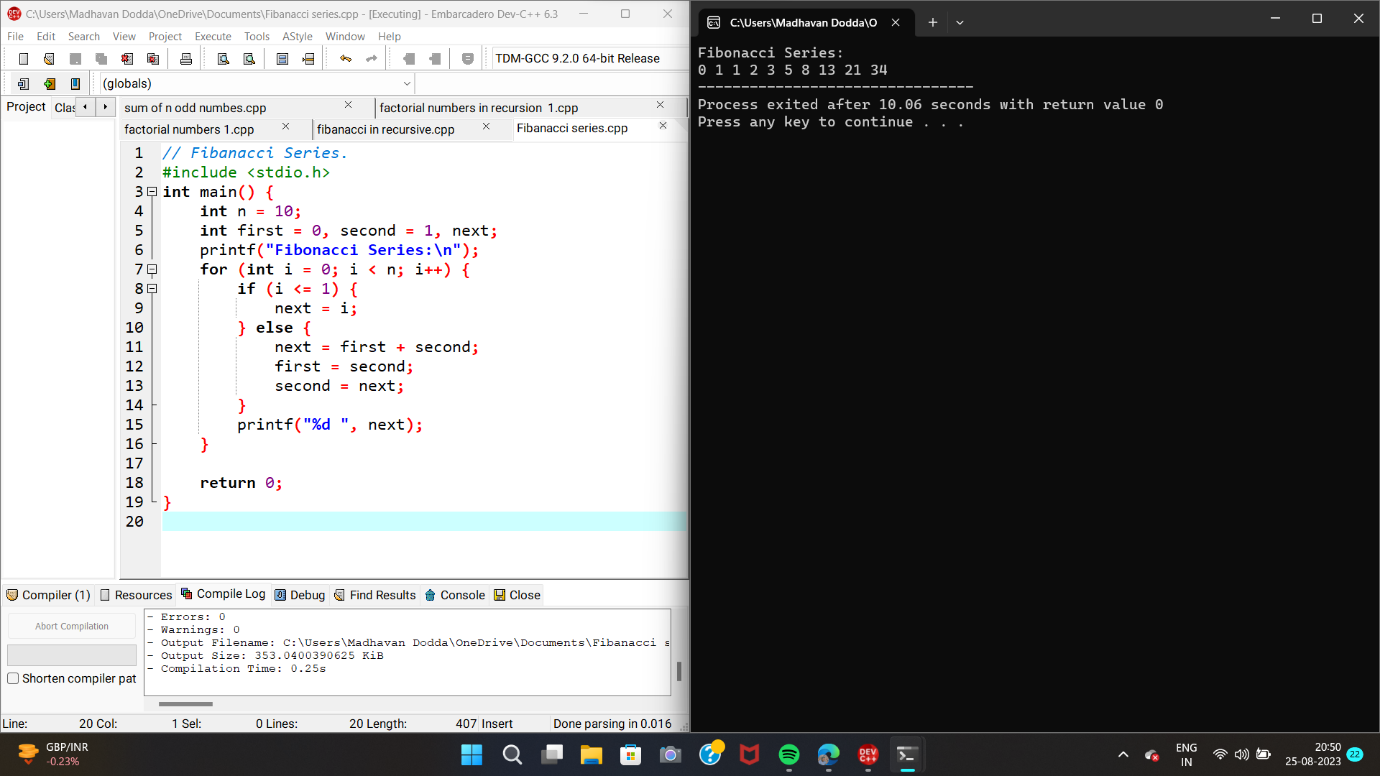 C:\Users\Madhavan Dodda\OneDrive\Documents\Fibanacci series.cpp - [Executing] - Embarcadero Dev-C++ 6.3
File Edit Search View Project Execute Tools AStyle Window Help
TDM-GCC 9.2.0 64-bit Release
(globals)
Project Clas
sum of n odd numbes.cpp
factorial numbers in recursion 1.cpp
factorial numbers 1.cpp
fibanacci in recursive.cpp
Fibanacci series.cpp
1 // Fibanacci Series.
2 #include <stdio.h>
3 int main() {
4 int n = 10;
5 int first = 0, second = 1, next;
6 printf("Fibonacci Series:\n");
7 for (int i = 0; i < n; i++) {
8 if (i <= 1) {
9 next = i;
10 } else {
11 next = first + second;
12 first = second;
13 second = next;
14 }
15 printf("%d ", next);
16 }
17
18 return 0;
19 }
20
Compiler (1) Resources Compile Log Debug Find Results Console Close
Abort Compilation
Shorten compiler pat
- Errors: 0
- Warnings: 0
- Output Filename: C:\Users\Madhavan Dodda\OneDrive\Documents\Fibanacci s
- Output Size: 353.0400390625 KiB
- Compilation Time: 0.25s
Line: 20 Col: 1 Sel: 0 Lines: 20 Length: 407 Insert Done parsing in 0.016
C:\Users\Madhavan Dodda\O
Fibonacci Series:
0 1 1 2 3 5 8 13 21 34
--------------------------------
Process exited after 10.06 seconds with return value 0
Press any key to continue . . .
GBP/INR
-0.23%
DEV
C++
ENG
IN
20:50
25-08-2023
22